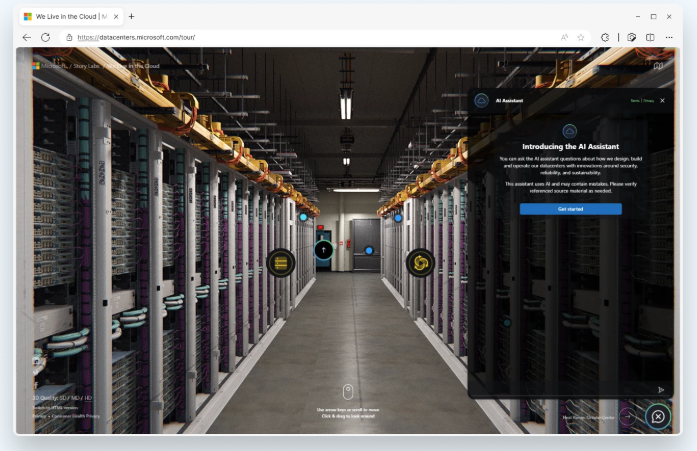 We Live in the Cloud | M
https://datacenters.microsoft.com/tour/
Microsoft / Story Labs / We Live in the Cloud
AI Assistant
Terms | Privacy
Introducing the AI Assistant
You can ask the AI assistant questions about how we design, build
and operate our datacenters with innovations around security,
reliability, and sustainability.
This assistant uses AI and may contain mistakes. Please verify
referenced source material as needed.
Get started
3D Quality: SD / MD / HD
Privacy + Consumer Health Privacy
Use arrow keys or scroll to move
Click & drag to look around